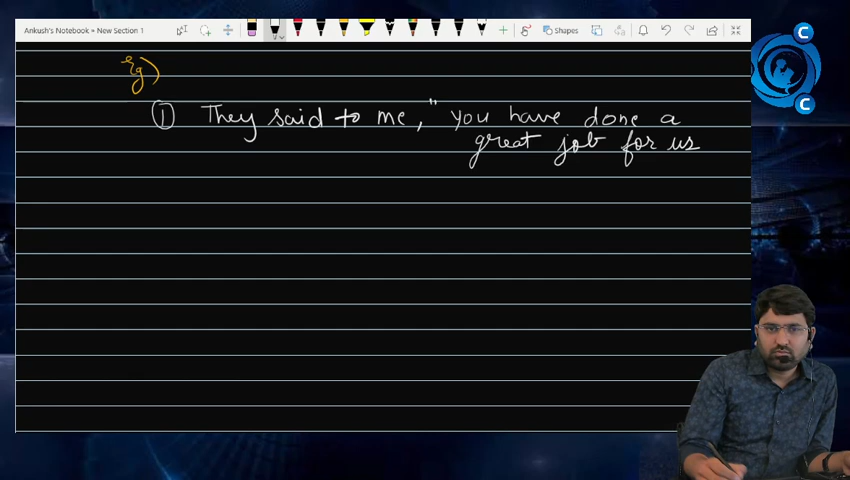 Ankush's Notebook » New Section 1
Shapes
C
Eg)
① They said to me, "you have done a
great job for us
C